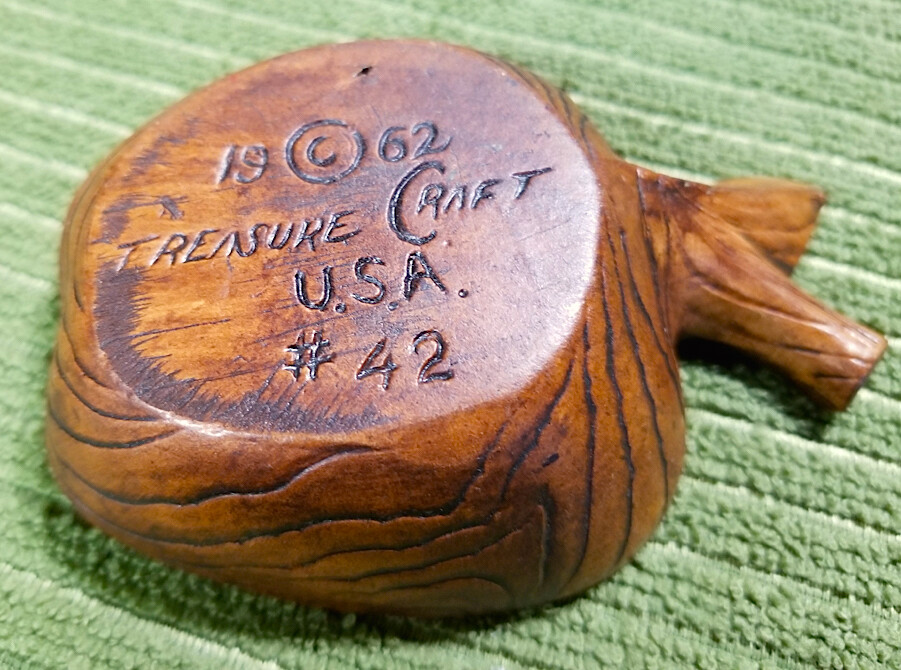 19 © 62
TREASURE CRAFT
U.S.A.
# 42